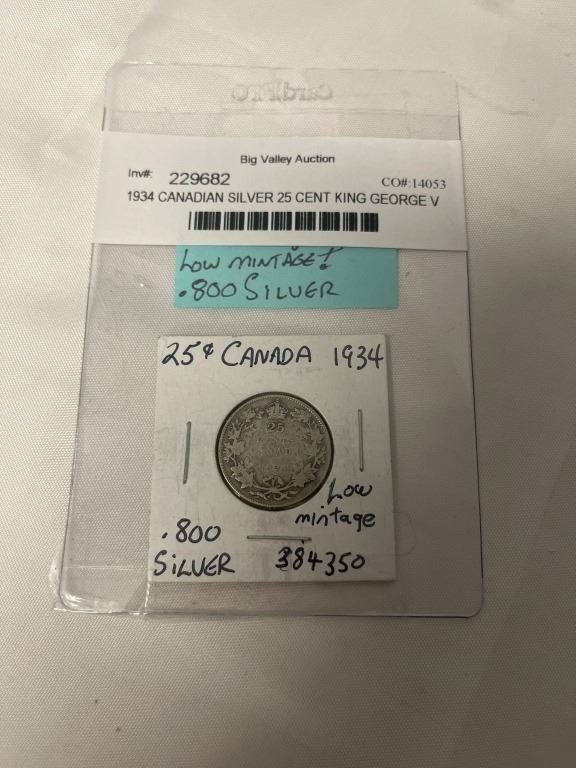 CardPro
Big Valley Auction
Inv#: 229682 CO#:14053
1934 CANADIAN SILVER 25 CENT KING GEORGE V
LOW MINTAGE!
.800 SILVER
25¢ CANADA 1934
25
CENTS
CANADA
Low
mintage
.800
SILVER 384350